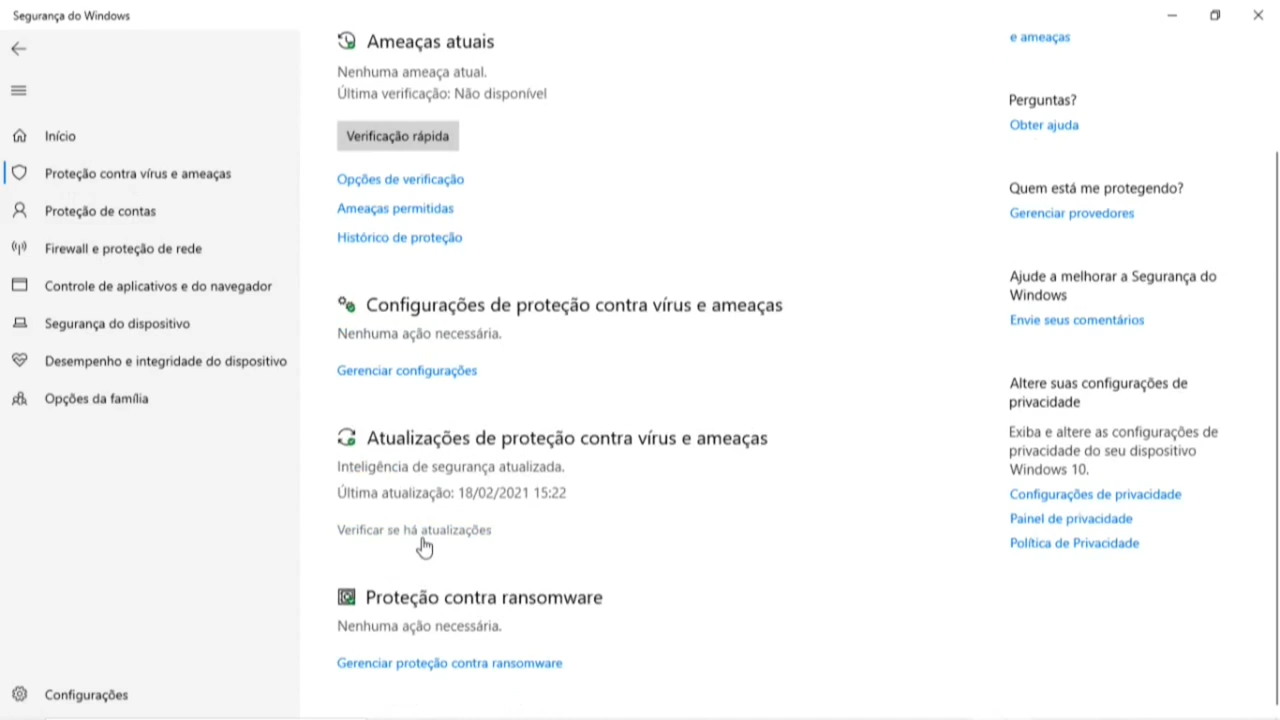 Segurança do Windows
Início
Proteção contra vírus e ameaças
Proteção de contas
Firewall e proteção de rede
Controle de aplicativos e do navegador
Segurança do dispositivo
Desempenho e integridade do dispositivo
Opções da família
Configurações
Ameaças atuais
Nenhuma ameaça atual.
Última verificação: Não disponível
Verificação rápida
Opções de verificação
Ameaças permitidas
Histórico de proteção
Configurações de proteção contra vírus e ameaças
Nenhuma ação necessária.
Gerenciar configurações
Atualizações de proteção contra vírus e ameaças
Inteligência de segurança atualizada.
Última atualização: 18/02/2021 15:22
Verificar se há atualizações
Proteção contra ransomware
Nenhuma ação necessária.
Gerenciar proteção contra ransomware
e ameaças
Perguntas?
Obter ajuda
Quem está me protegendo?
Gerenciar provedores
Ajude a melhorar a Segurança do
Windows
Envie seus comentários
Altere suas configurações de
privacidade
Exiba e altere as configurações de
privacidade do seu dispositivo
Windows 10.
Configurações de privacidade
Painel de privacidade
Política de Privacidade